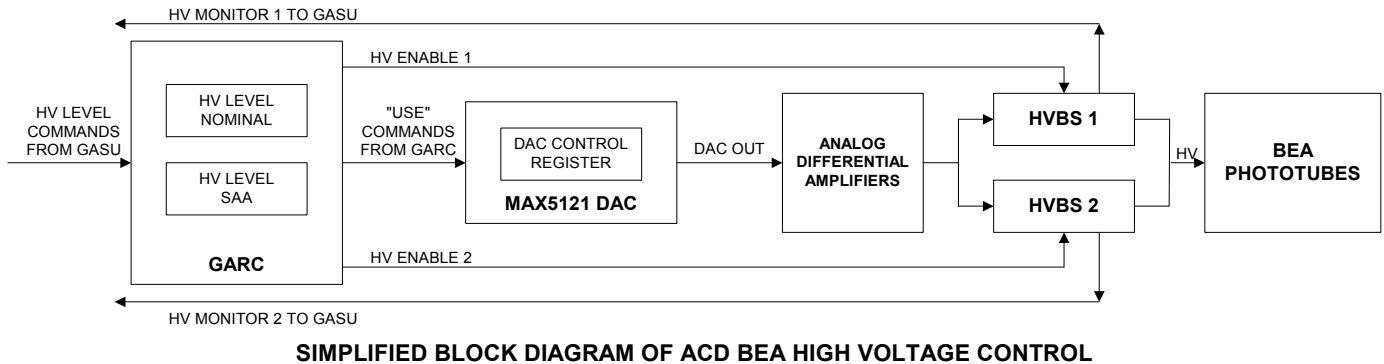 HV MONITOR 1 TO GASU
HV ENABLE 1
HV LEVEL
COMMANDS
FROM GASU
HV LEVEL
NOMINAL
HV LEVEL
SAA
GARC
"USE"
COMMANDS
FROM GARC
DAC CONTROL
REGISTER
MAX5121 DAC
DAC OUT
ANALOG
DIFFERENTIAL
AMPLIFIERS
HVBS 1
HVBS 2
HV
BEA
PHOTOTUBES
HV ENABLE 2
HV MONITOR 2 TO GASU
SIMPLIFIED BLOCK DIAGRAM OF ACD BEA HIGH VOLTAGE CONTROL